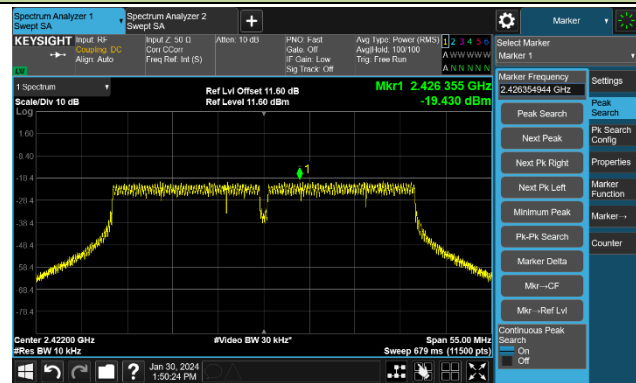 Spectrum Analyzer 1
Swept SA
Spectrum Analyzer 2
Swept SA
Marker
KEYSIGHT
Input: RF
Coupling: DC
Align: Auto
Input Z: 50 Ω
Corr CCorr
Freq Ref: Int (S)
Atten: 10 dB
PNO: Fast
Gate: Off
IF Gain: Low
Sig Track: Off
Avg Type: Power (RMS)
Avg|Hold: 100/100
Trig: Free Run
1 2 3 4 5 6
A W W W W W
A N N N N N
LVI
Select Marker
Marker 1
1 Spectrum
Scale/Div 10 dB
Log
Ref Lvl Offset 11.60 dB
Ref Level 11.60 dBm
Mkr1 2.426 355 GHz
-19.430 dBm
1.60
-8.40
-18.4
-28.4
-38.4
-48.4
-58.4
-68.4
-78.4
1
Center 2.42200 GHz
#Res BW 10 kHz
#Video BW 30 kHz*
Span 55.00 MHz
Sweep 679 ms (11500 pts)
Marker Frequency
2.426354944 GHz
Peak Search
Next Peak
Next Pk Right
Next Pk Left
Minimum Peak
Pk-Pk Search
Marker Delta
Mkr→CF
Mkr→Ref Lvl
Continuous Peak
Search
On
Off
Settings
Peak
Search
Pk Search
Config
Properties
Marker
Function
Marker→
Counter
?
Jan 30, 2024
1:50:24 PM